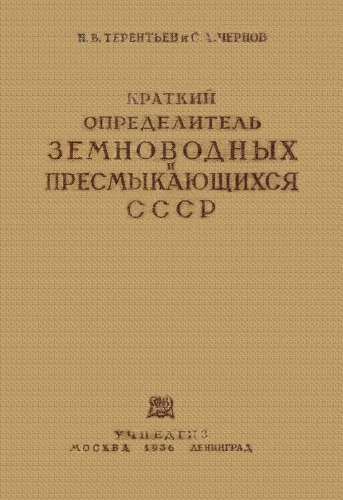 П. В. ТЕРЕНТЬЕВ и С. А. ЧЕРНОВ
КРАТКИЙ
ОПРЕДЕЛИТЕЛЬ
ЗЕМНОВОДНЫХ
И
ПРЕСМЫКАЮЩИХСЯ
СССР
УЧПЕДГИЗ
МОСКВА 1936 ЛЕНИНГРАД